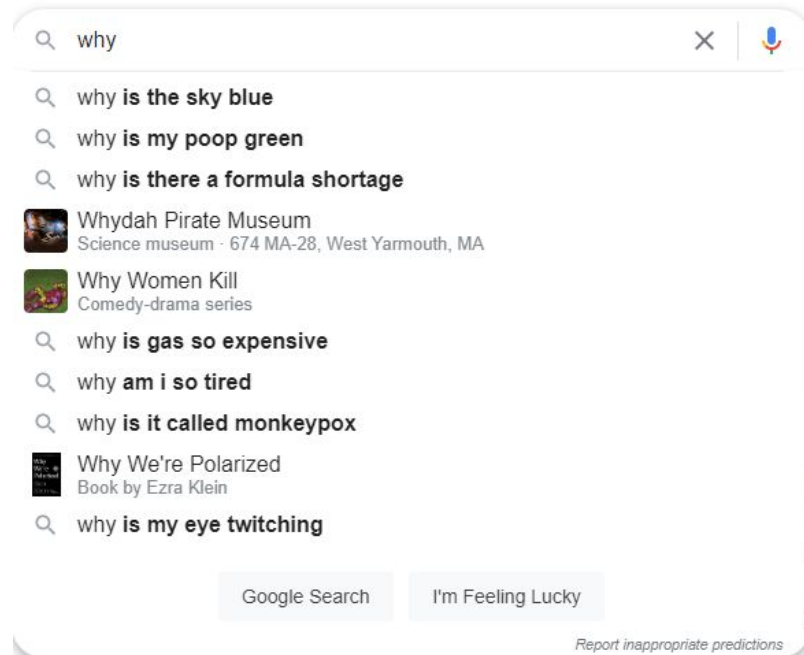 why
why is the sky blue
why is my poop green
why is there a formula shortage
Whydah Pirate Museum
Science museum · 674 MA-28, West Yarmouth, MA
Why Women Kill
Comedy-drama series
why is gas so expensive
why am i so tired
why is it called monkeypox
Why We're Polarized
Book by Ezra Klein
why is my eye twitching
Google Search I'm Feeling Lucky
Report inappropriate predictions